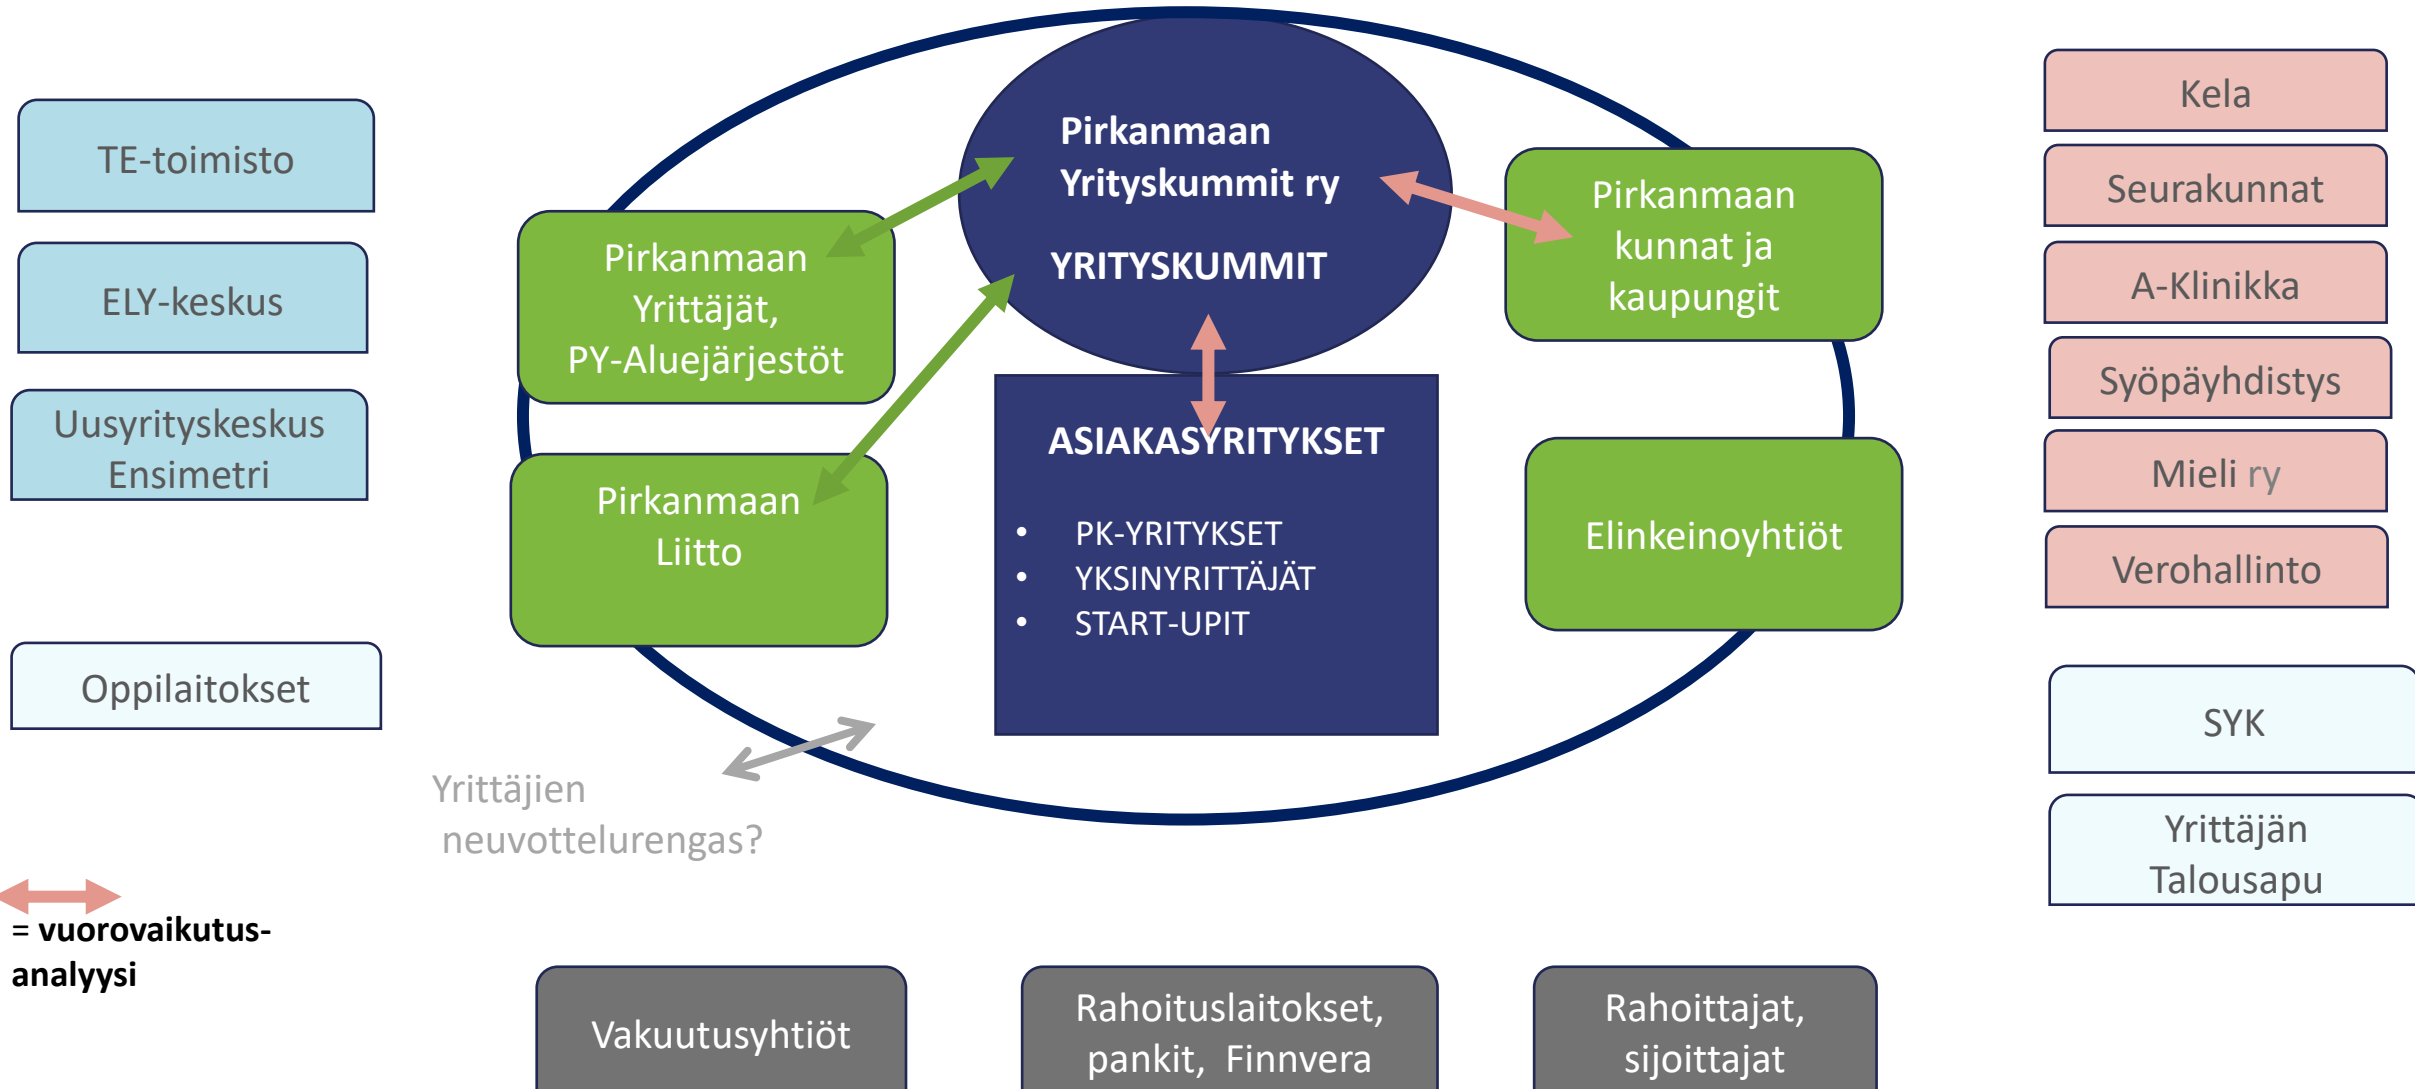 TE-toimisto
ELY-keskus
Uusyrityskeskus
Ensimetri
Oppilaitokset
Pirkanmaan
Yrittäjät,
PY-Aluejärjestöt
Pirkanmaan
Liitto
Pirkanmaan
Yrityskummit ry
YRITYSKUMMIT
ASIAKASYRITYKSET
• PK-YRITYKSET
• YKSINYRITTÄJÄT
• START-UPIT
Pirkanmaan
kunnat ja
kaupungit
Elinkeinoyhtiöt
Kela
Seurakunnat
A-Klinikka
Syöpäyhdistys
Mieli ry
Verohallinto
SYK
Yrittäjän
Talousapu
Yrittäjien
neuvottelurengas?
= vuorovaikutus-
analyysi
Vakuutusyhtiöt
Rahoituslaitokset,
pankit, Finnvera
Rahoittajat,
sijoittajat